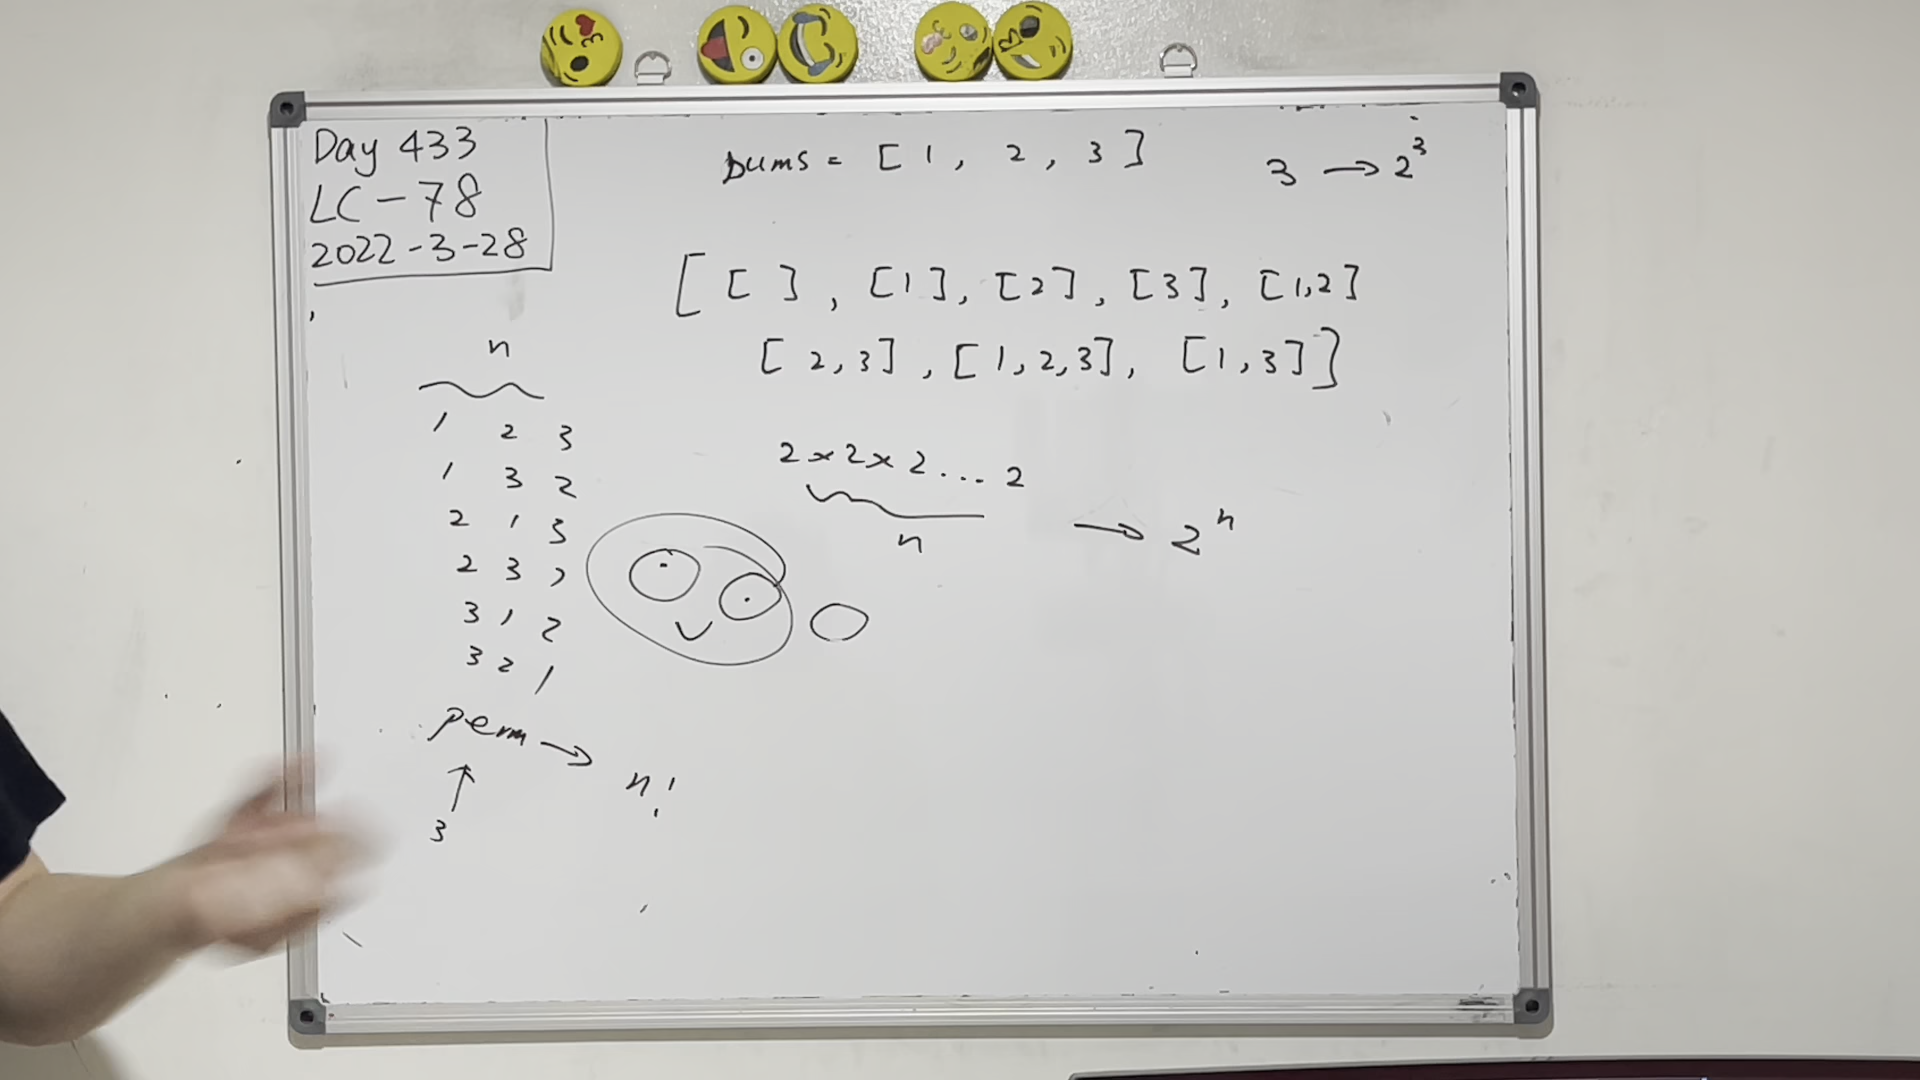 Day 433
LC-78
2022-3-28
nums = [1, 2, 3]
3 → 2³
[[ ], [1], [2], [3], [1,2]
[2,3], [1,2,3], [1,3]]
n
1 2 3
1 3 2
2 1 3
2 3 1
3 1 2
3 2 1
perm → n!
↑
3
2×2×2... 2
n
→ 2ⁿ